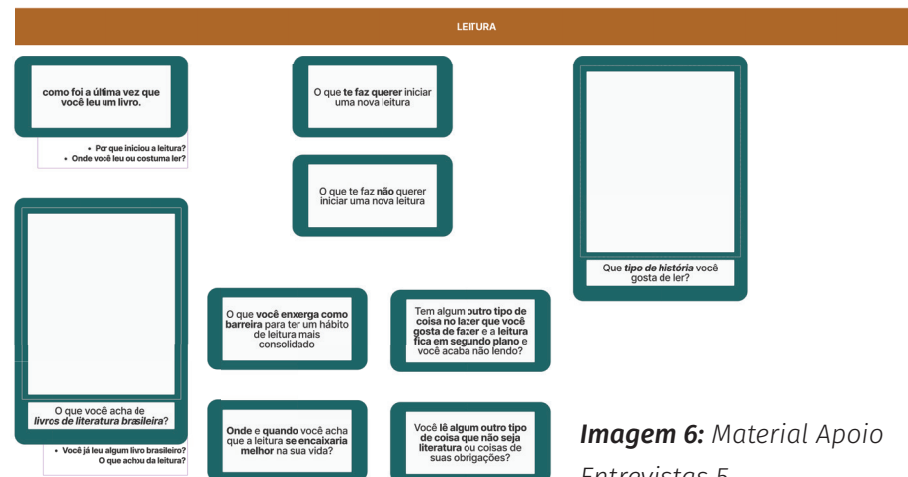 LEITURA
como foi a última vez que
você leu um livro.
• Por que iniciou a leitura?
• Onde você leu ou costuma ler?
O que te faz querer iniciar
uma nova leitura
O que te faz não querer
iniciar uma nova leitura
Que tipo de história você
gosta de ler?
O que você acha de
livros de literatura brasileira?
• Você já leu algum livro brasileiro?
O que achou da leitura?
O que você enxerga como
barreira para ter um hábito
de leitura mais
consolidado
Tem algum outro tipo de
coisa no lazer que você
gosta de fazer e a leitura
fica em segundo plano e
você acaba não lendo?
Onde e quando você acha
que a leitura se encaixaria
melhor na sua vida?
Você lê algum outro tipo
de coisa que não seja
literatura ou coisas de
suas obrigações?
Imagem 6: Material Apoio
Entrevistas 5